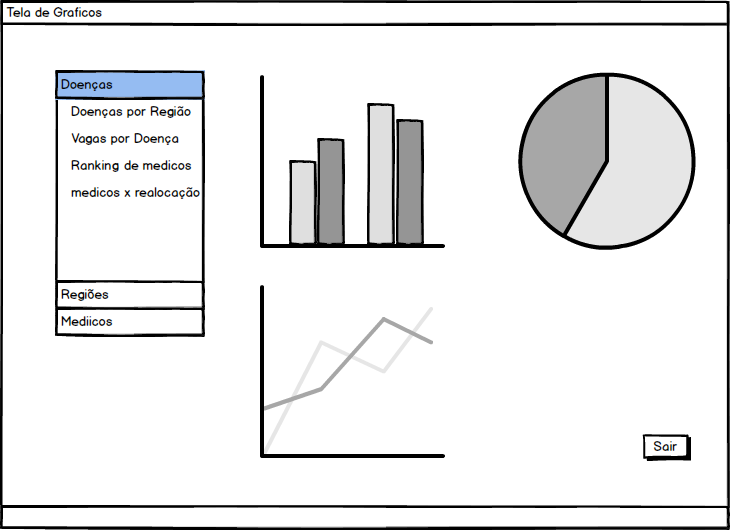 Tela de Graficos
Doenças
Doenças por Região
Vagas por Doença
Ranking de medicos
medicos x realocação
Regiões
Mediicos
Sair